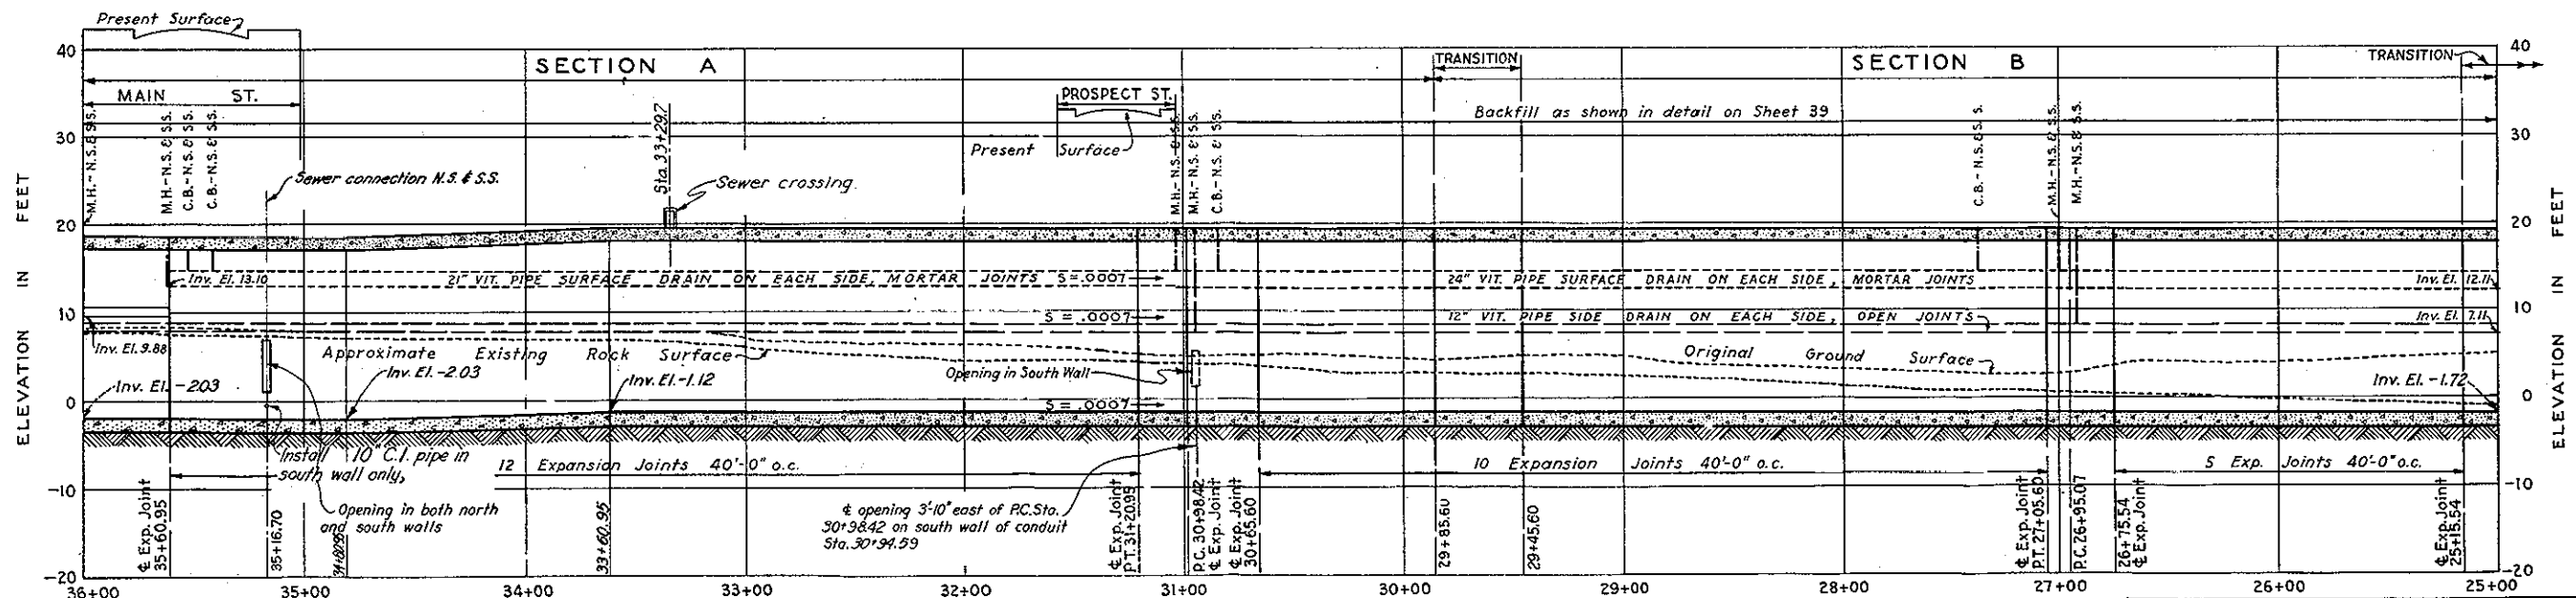 Present Surface
40
40
SECTION A
TRANSITION
SECTION B
TRANSITION
MAIN ST.
PROSPECT ST.
Backfill as shown in detail on Sheet 39
30
30
Present Surface
M.H.-N.S.& S.S.
M.H.-N.S.& S.S.
C.B.-N.S.& S.S.
C.B.-N.S.& S.S.
Sta.33+29.7
M.H.-N.S. & S.S.
M.H.-N.S. & S.S.
C.B.-N.S. & S.S.
C.B.-N.S.& S.S.
M.H.-N.S.& S.S.
M.H.-N.S.& S.S.
Sewer connection N.S. & S.S.
Sewer crossing
20
20
ELEVATION IN FEET
ELEVATION IN FEET
Inv. El. 13.10
21" VIT. PIPE SURFACE DRAIN ON EACH SIDE, MORTAR JOINTS S=.0007
24" VIT. PIPE SURFACE DRAIN ON EACH SIDE, MORTAR JOINTS
Inv. El. 12.11
10
10
S = .0007
12" VIT. PIPE SIDE DRAIN ON EACH SIDE, OPEN JOINTS
Inv. El. 7.11
Inv. El. 9.88
Approximate Existing Rock Surface
Original Ground Surface
Inv. El. -2.03
Inv. El. -2.03
Inv. El. -1.12
Opening in South Wall
Inv. El. -1.72
0
0
S = .0007
Install 10" C.I. pipe in
south wall only,
12 Expansion Joints 40'-0" o.c.
10 Expansion Joints 40'-0" o.c.
5 Exp. Joints 40'-0" o.c.
-10
-10
Opening in both north
and south walls
℄ opening 3'-10" east of P.C.Sta.
30+98.42 on south wall of conduit
Sta.30+94.59
℄ Exp. Joint
35+60.95
35+16.70
34+80.95
33+60.95
℄ Exp. Joint
P.T. 31+20.95
P.C. 30+98.42
℄ Exp. Joint
℄ Exp. Joint
30+65.60
29+85.60
29+45.60
℄ Exp. Joint
P.T. 27+05.60
P.C. 26+95.07
26+75.54
℄ Exp. Joint
℄ Exp. Joint
25+15.54
-20
-20
36+00
35+00
34+00
33+00
32+00
31+00
30+00
29+00
28+00
27+00
26+00
25+00